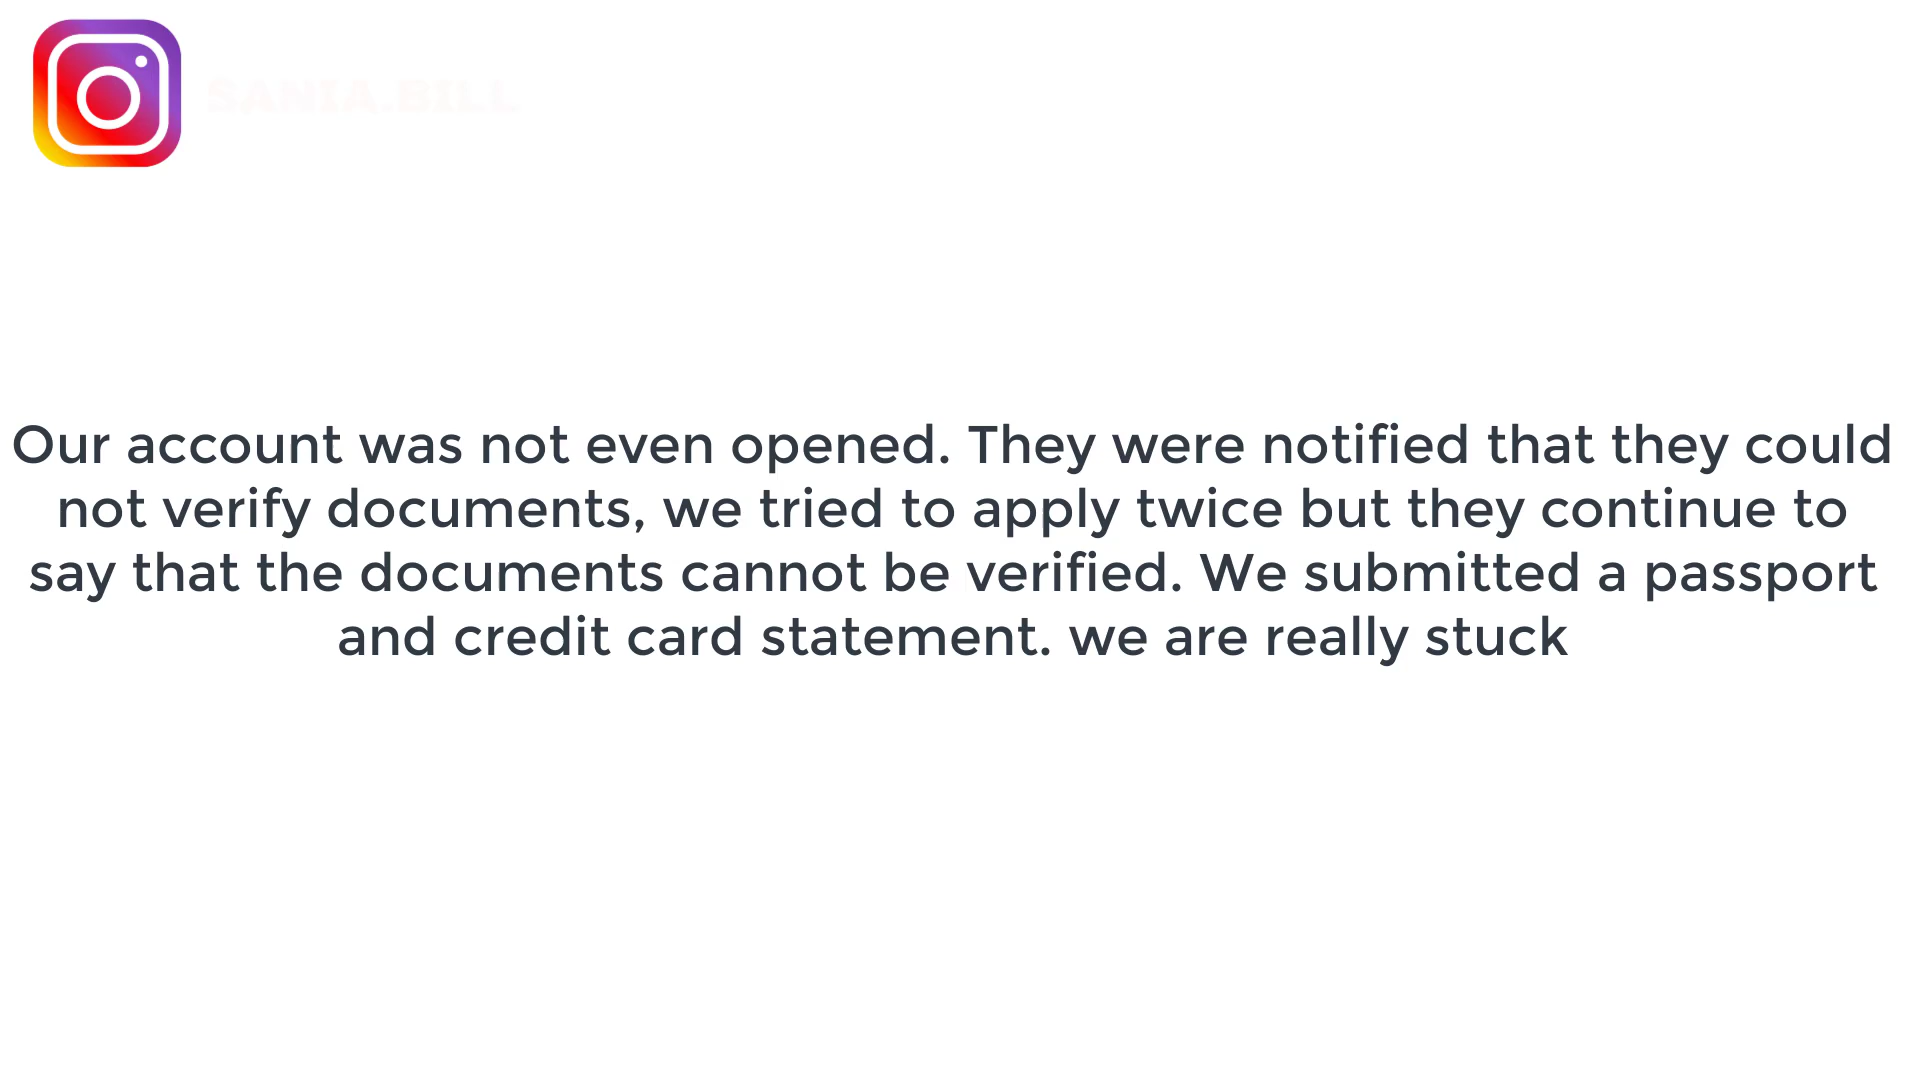 SANIA.BILL
Our account was not even opened. They were notified that they could
not verify documents, we tried to apply twice but they continue to
say that the documents cannot be verified. We submitted a passport
and credit card statement. we are really stuck